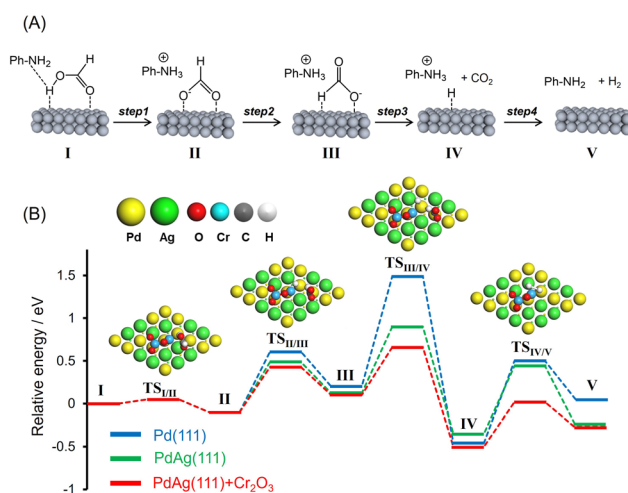 (A)
Ph-NH2 H O H O
Ph-NH3 ⊕ H O- O
Ph-NH3 ⊕ O H O-
Ph-NH3 ⊕ + CO2 H
Ph-NH2 + H2
step1 step2 step3 step4
I II III IV V
(B)
Pd Ag O Cr C H
TSIII/IV
TSII/III
TSIV/V
TSI/II
I II III IV V
Relative energy / eV
1.5
1
0.5
0
-0.5
-1
Pd(111)
PdAg(111)
PdAg(111)+Cr2O3